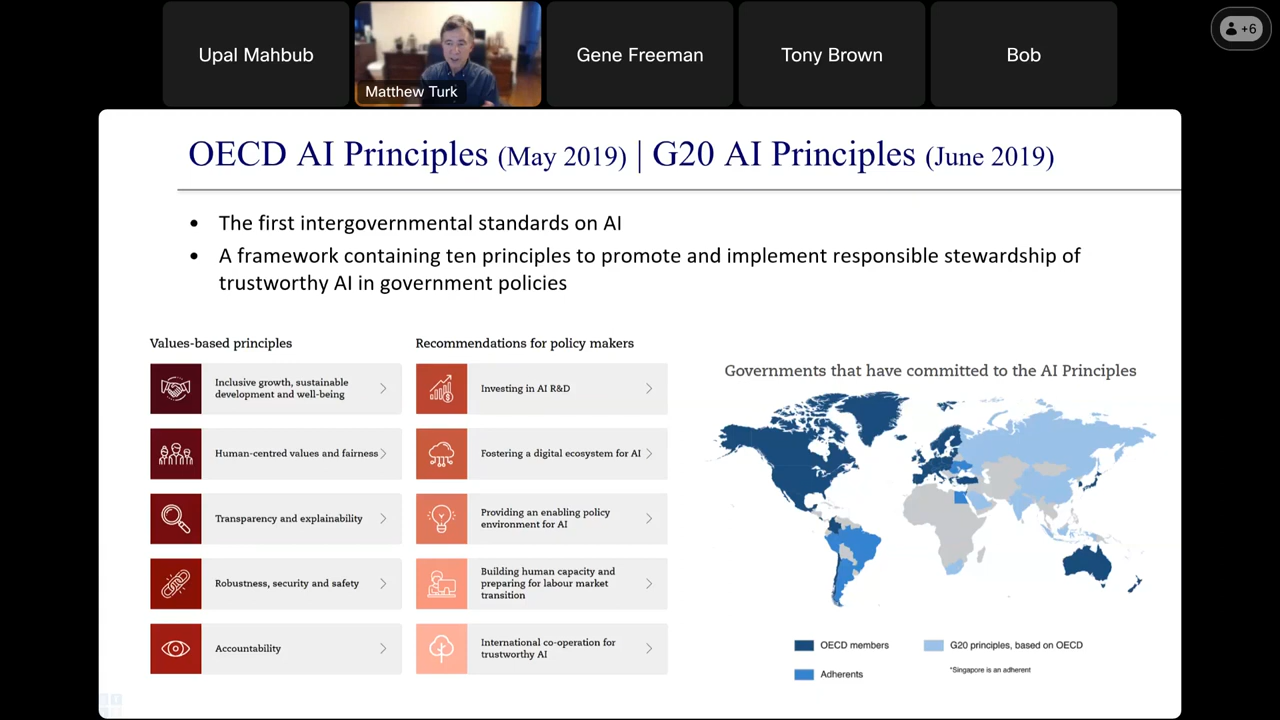 Upal Mahbub
Matthew Turk
Gene Freeman
Tony Brown
Bob
+6
OECD AI Principles (May 2019) | G20 AI Principles (June 2019)
• The first intergovernmental standards on AI
• A framework containing ten principles to promote and implement responsible stewardship of
trustworthy AI in government policies
Values-based principles
Inclusive growth, sustainable
development and well-being
Human-centred values and fairness
Transparency and explainability
Robustness, security and safety
Accountability
Recommendations for policy makers
Investing in AI R&D
Fostering a digital ecosystem for AI
Providing an enabling policy
environment for AI
Building human capacity and
preparing for labour market
transition
International co-operation for
trustworthy AI
Governments that have committed to the AI Principles
OECD members
G20 principles, based on OECD
Adherents
*Singapore is an adherent